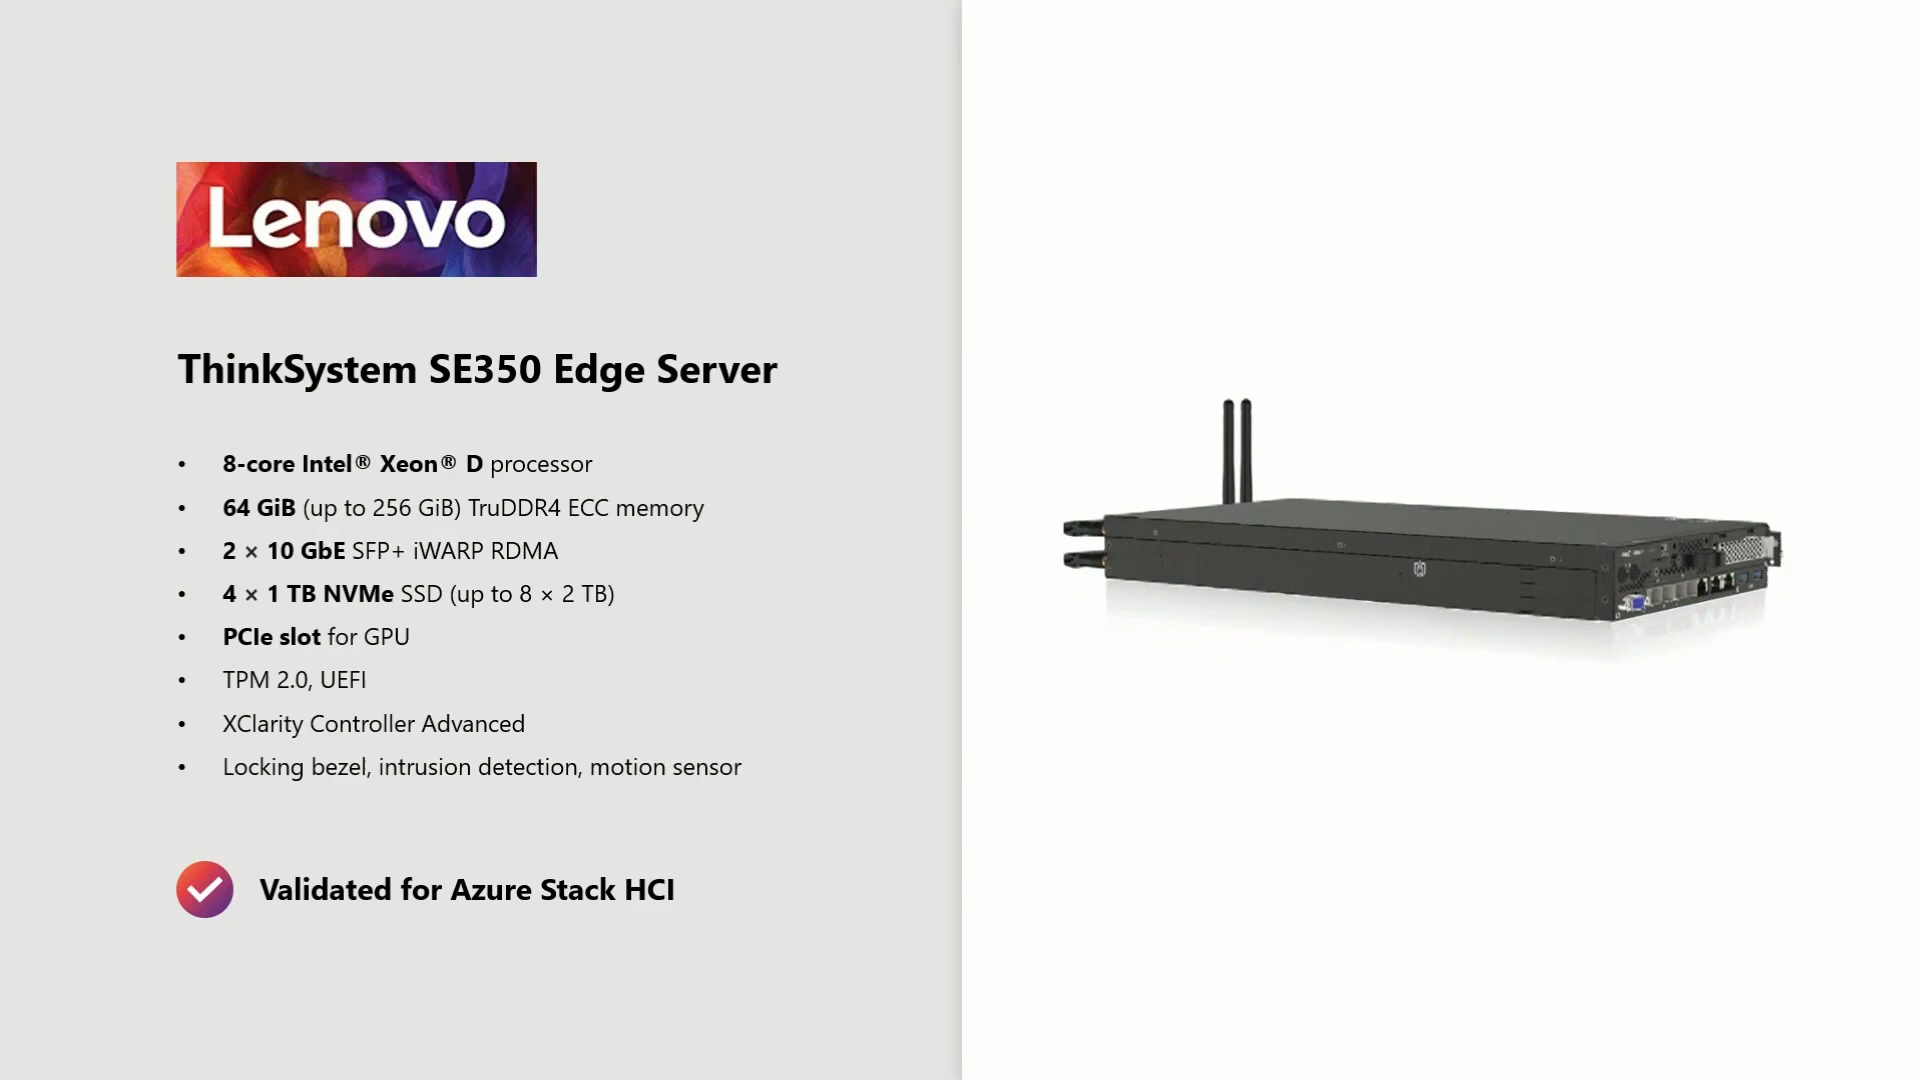 Lenovo
ThinkSystem SE350 Edge Server
• 8-core Intel® Xeon® D processor
• 64 GiB (up to 256 GiB) TruDDR4 ECC memory
• 2 × 10 GbE SFP+ iWARP RDMA
• 4 × 1 TB NVMe SSD (up to 8 × 2 TB)
• PCIe slot for GPU
• TPM 2.0, UEFI
• XClarity Controller Advanced
• Locking bezel, intrusion detection, motion sensor
Validated for Azure Stack HCI